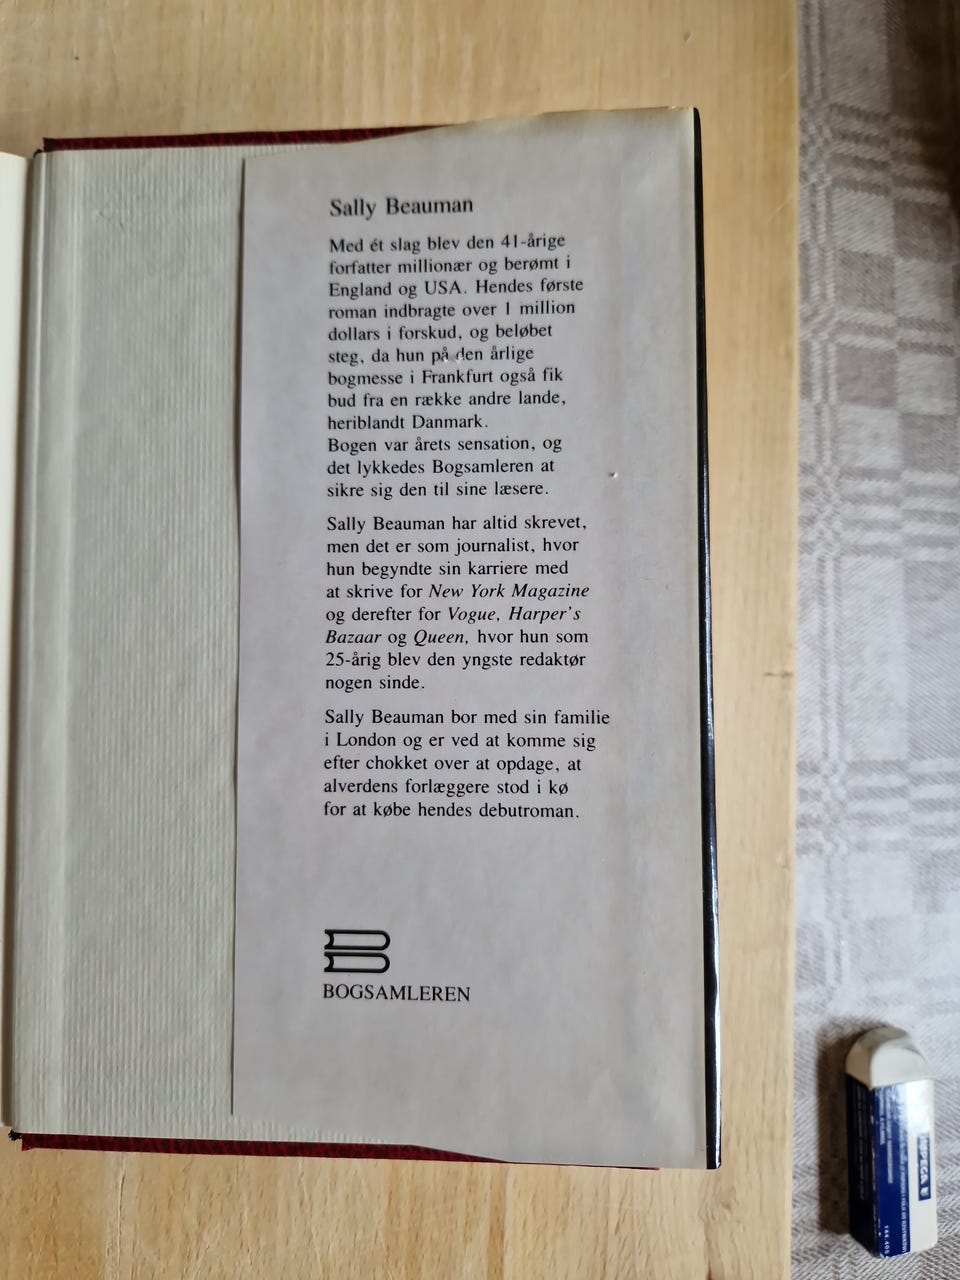 Sally Beauman
Med ét slag blev den 41-årige
forfatter millionær og berømt i
England og USA. Hendes første
roman indbragte over 1 million
dollars i forskud, og beløbet
steg, da hun på den årlige
bogmesse i Frankfurt også fik
bud fra en række andre lande,
heriblandt Danmark.
Bogen var årets sensation, og
det lykkedes Bogsamleren at
sikre sig den til sine læsere.
Sally Beauman har altid skrevet,
men det er som journalist, hvor
hun begyndte sin karriere med
at skrive for New York Magazine
og derefter for Vogue, Harper's
Bazaar og Queen, hvor hun som
25-årig blev den yngste redaktør
nogen sinde.
Sally Beauman bor med sin familie
i London og er ved at komme sig
efter chokket over at opdage, at
alverdens forlæggere stod i kø
for at købe hendes debutroman.
BOGSAMLEREN